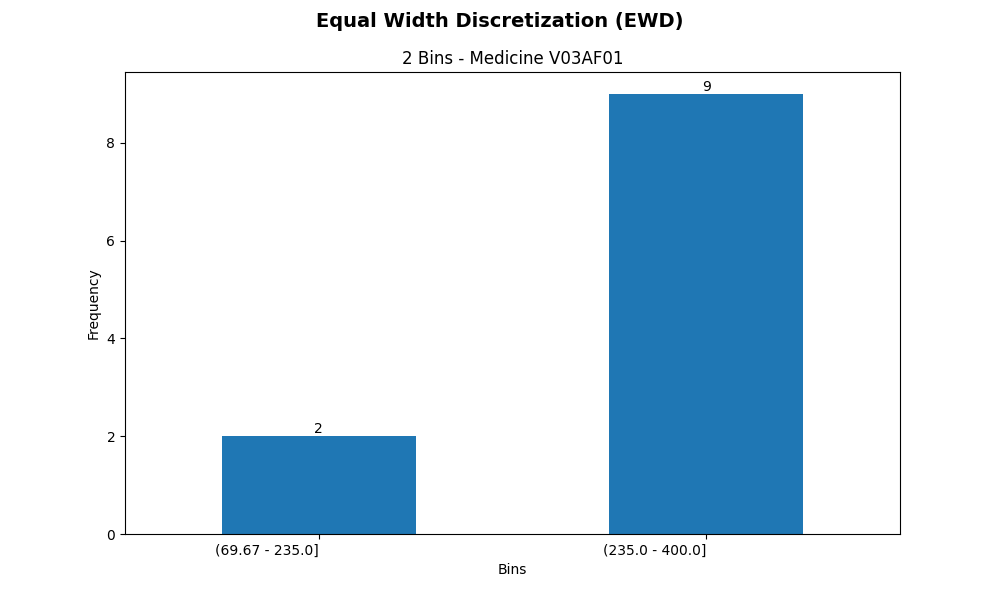 Equal Width Discretization (EWD)
2 Bins - Medicine V03AF01
9
8
6
Frequency
4
2
2
0
(69.67 - 235.0]
(235.0 - 400.0]
Bins